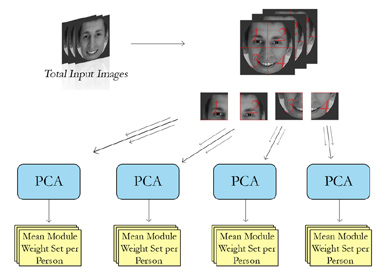 Total Input Images
PCA
PCA
PCA
PCA
Mean Module
Weight Set per
Person
Mean Module
Weight Set per
Person
Mean Module
Weight Set per
Person
Mean Module
Weight Set per
Person